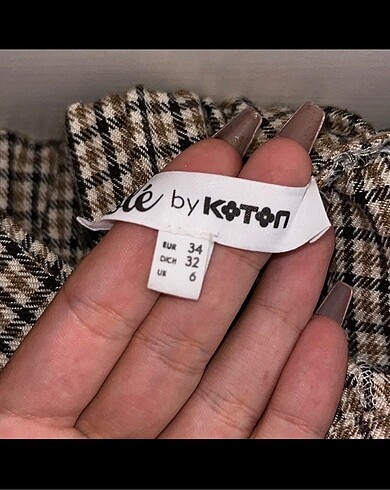 by KOTON
EUR 34
D/CH 32
UK 6